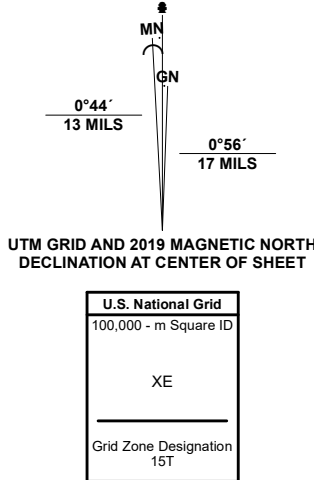 MN
GN
0°44´
13 MILS
0°56´
17 MILS
UTM GRID AND 2019 MAGNETIC NORTH
DECLINATION AT CENTER OF SHEET
U.S. National Grid
100,000 - m Square ID
XE
Grid Zone Designation
15T